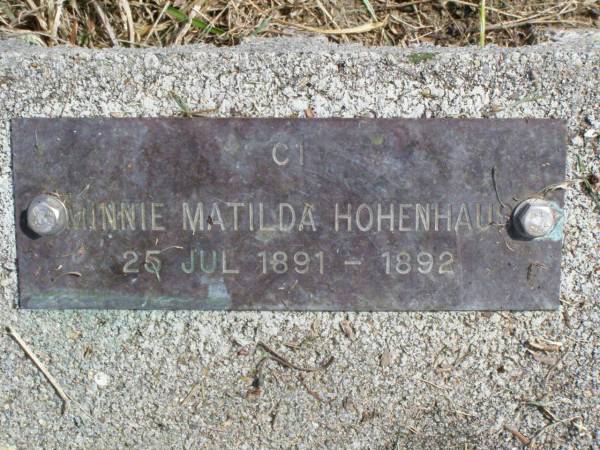 C1
MINNIE MATILDA HOHENHAUS
25 JUL 1891 - 1892